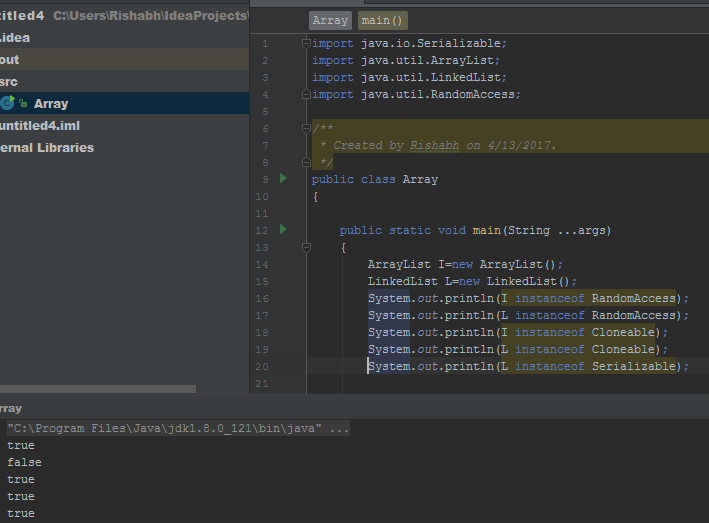 titled4 C:\Users\Rishabh\IdeaProjects\
.idea
out
src
Array
untitled4.iml
ernal Libraries
Array main()
1 import java.io.Serializable;
2 import java.util.ArrayList;
3 import java.util.LinkedList;
4 import java.util.RandomAccess;
5
6 /**
7 * Created by Rishabh on 4/13/2017.
8 */
9 public class Array
10 {
11
12 public static void main(String ...args)
13 {
14 ArrayList I=new ArrayList();
15 LinkedList L=new LinkedList();
16 System.out.println(I instanceof RandomAccess);
17 System.out.println(L instanceof RandomAccess);
18 System.out.println(I instanceof Cloneable);
19 System.out.println(L instanceof Cloneable);
20 System.out.println(L instanceof Serializable);
21
rray
"C:\Program Files\Java\jdk1.8.0_121\bin\java" ...
true
false
true
true
true